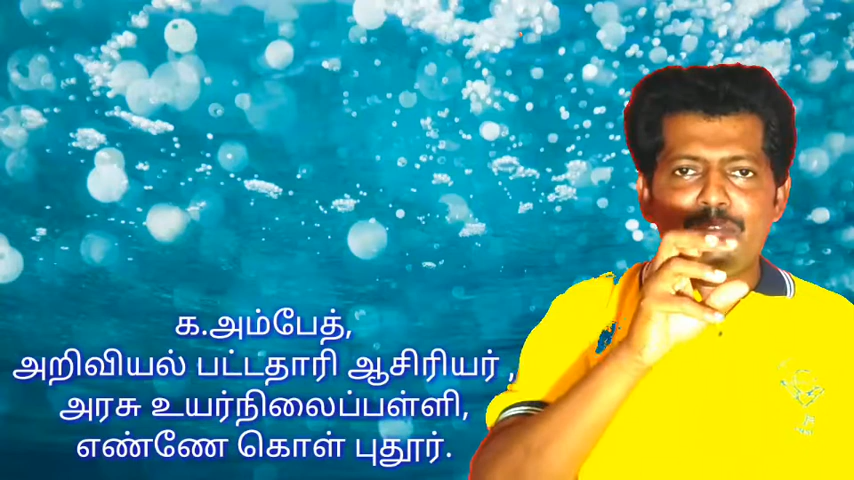 க.அம்பேத்,
அறிவியல் பட்டதாரி ஆசிரியர் ,
அரசு உயர்நிலைப்பள்ளி,
எண்ணே கொள் புதூர்.